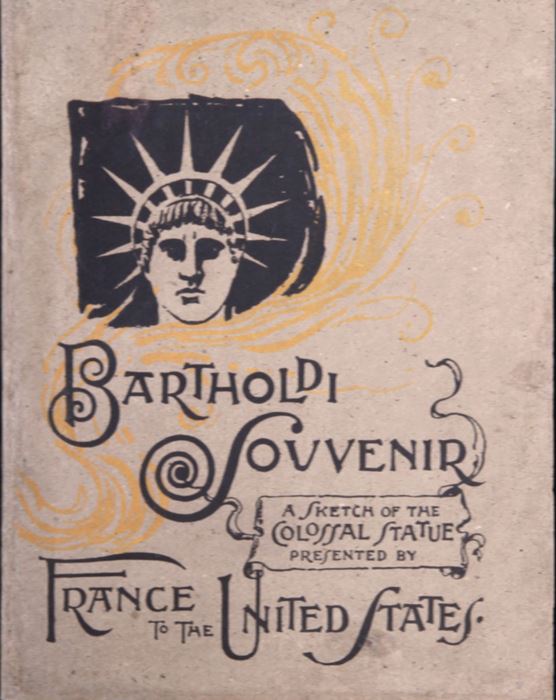 BARTHOLDI
SOUVENIR
A SKETCH OF THE
COLOSSAL STATUE
PRESENTED BY
FRANCE
TO THE UNITED STATES.